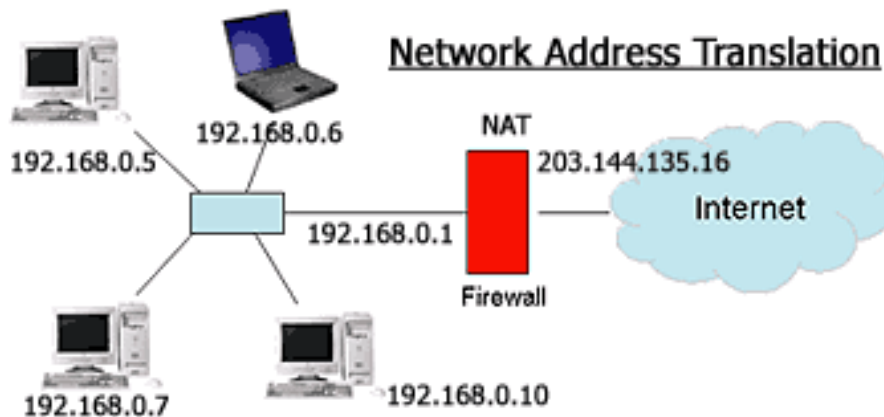 Network Address Translation
192.168.0.5
192.168.0.6
NAT
203.144.135.16
Internet
192.168.0.1
Firewall
192.168.0.7
192.168.0.10